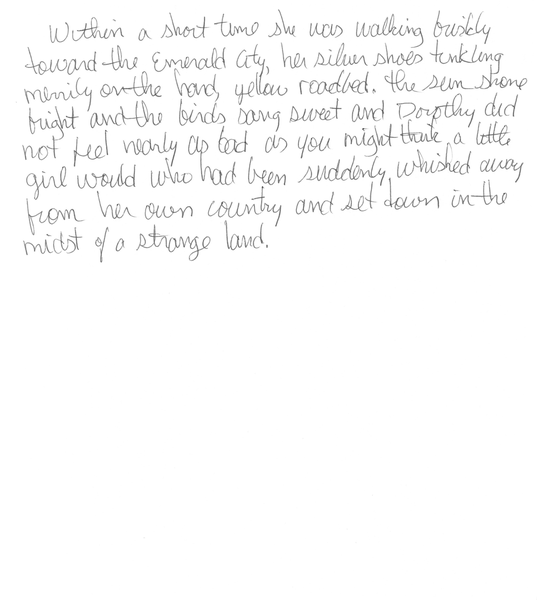 Within a short time she was walking briskly
toward the Emerald City, her silver shoes tinkling
merrily on the hard, yellow roadbed. The sun shone
bright and the birds sang sweet and Dorothy did
not feel nearly as bad as you might think a little
girl would who had been suddenly whished away
from her own country and set down in the
midst of a strange land.